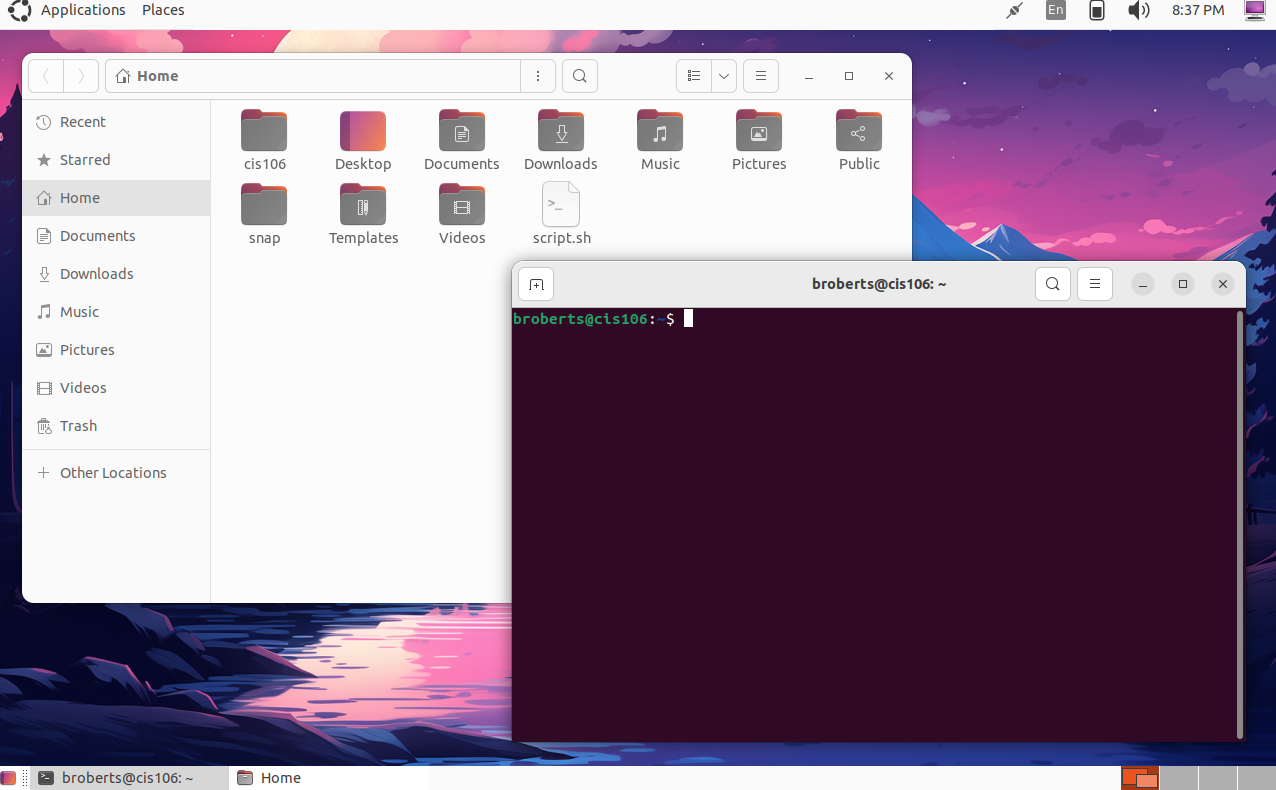 Applications Places En 8:37 PM
Home
Recent
Starred
Home
Documents
Downloads
Music
Pictures
Videos
Trash
Other Locations
cis106 Desktop Documents Downloads Music Pictures Public
snap Templates Videos script.sh
broberts@cis106: ~
broberts@cis106:~$
broberts@cis106: ~ Home